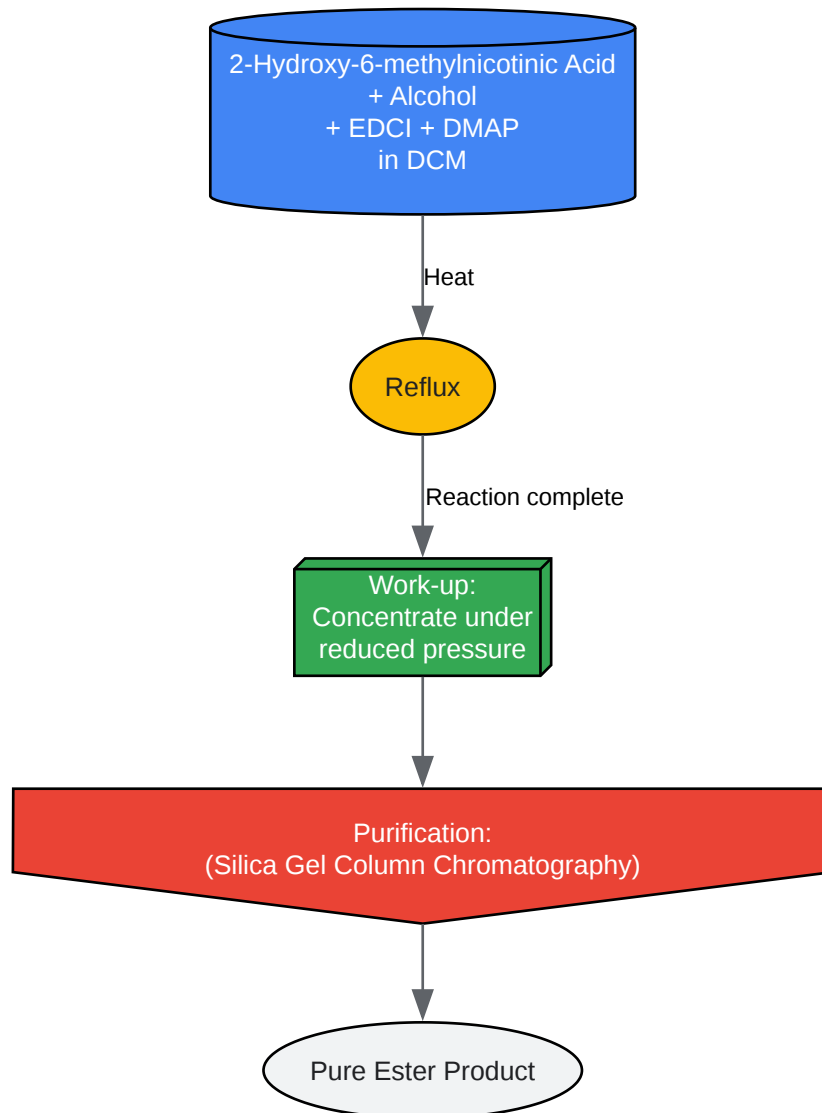 2-Hydroxy-6-methylnicotinic Acid
+ Alcohol
+ EDCI + DMAP
in DCM
Heat
Reflux
Reaction complete
Work-up:
Concentrate under
reduced pressure
Purification:
(Silica Gel Column Chromatography)
Pure Ester Product